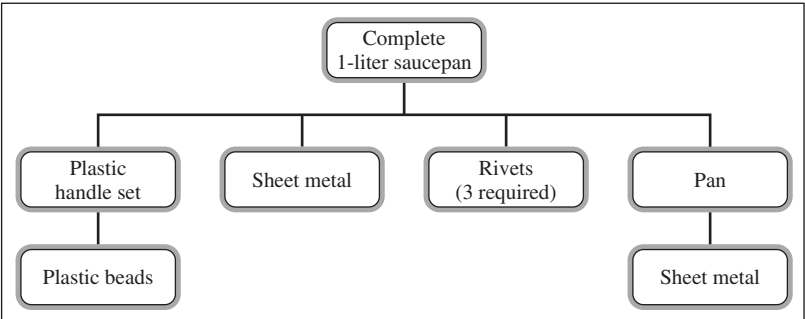 Complete
1-liter saucepan
Plastic
handle set
Sheet metal
Rivets
(3 required)
Pan
Plastic beads
Sheet metal